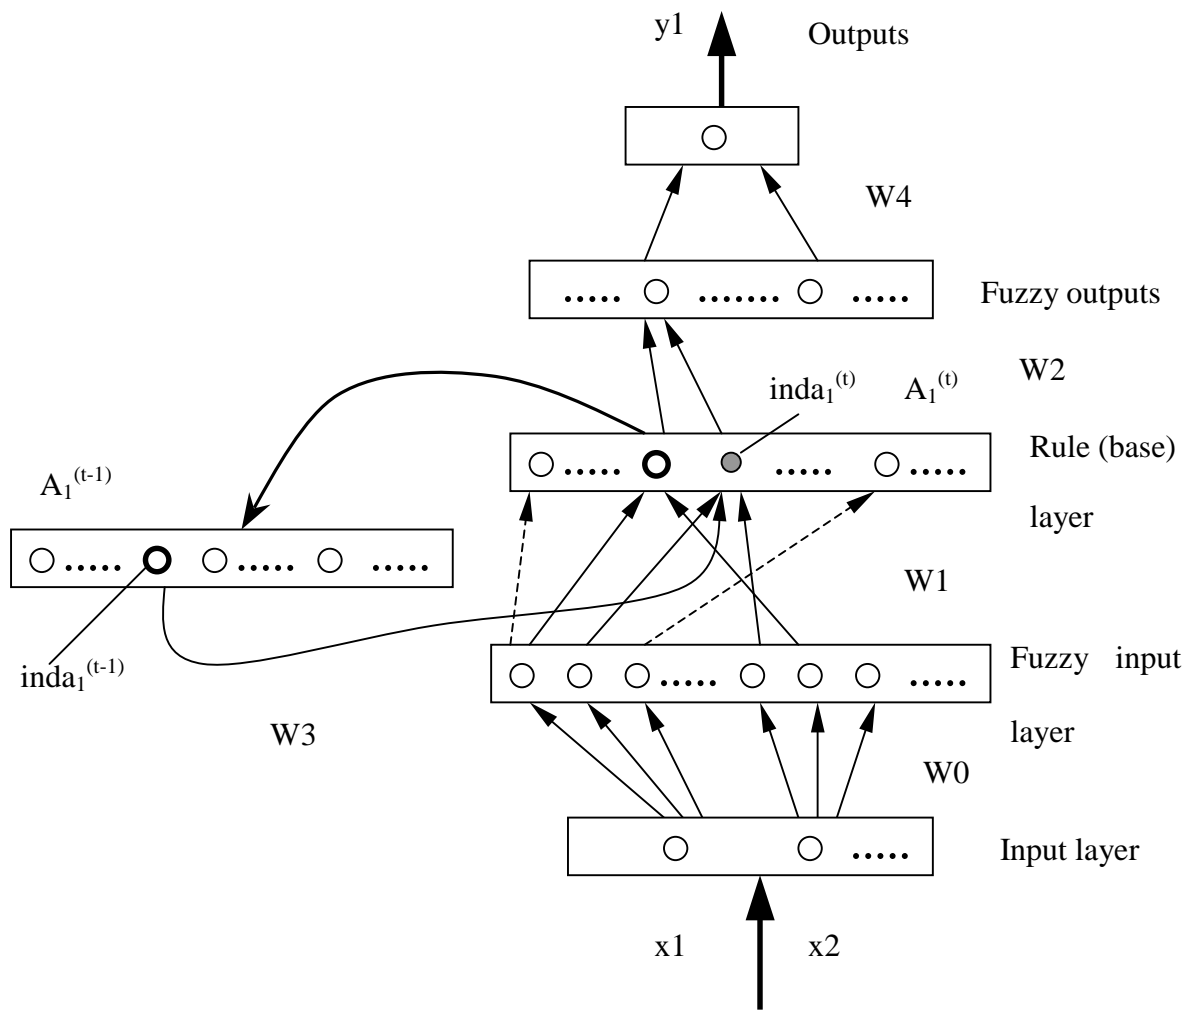 y1 Outputs
W4
Fuzzy outputs
W2
inda₁⁽ᵗ⁾ A₁⁽ᵗ⁾
Rule (base)
layer
A₁⁽ᵗ⁻¹⁾
W1
inda₁⁽ᵗ⁻¹⁾
Fuzzy input
layer
W3
W0
Input layer
x1 x2